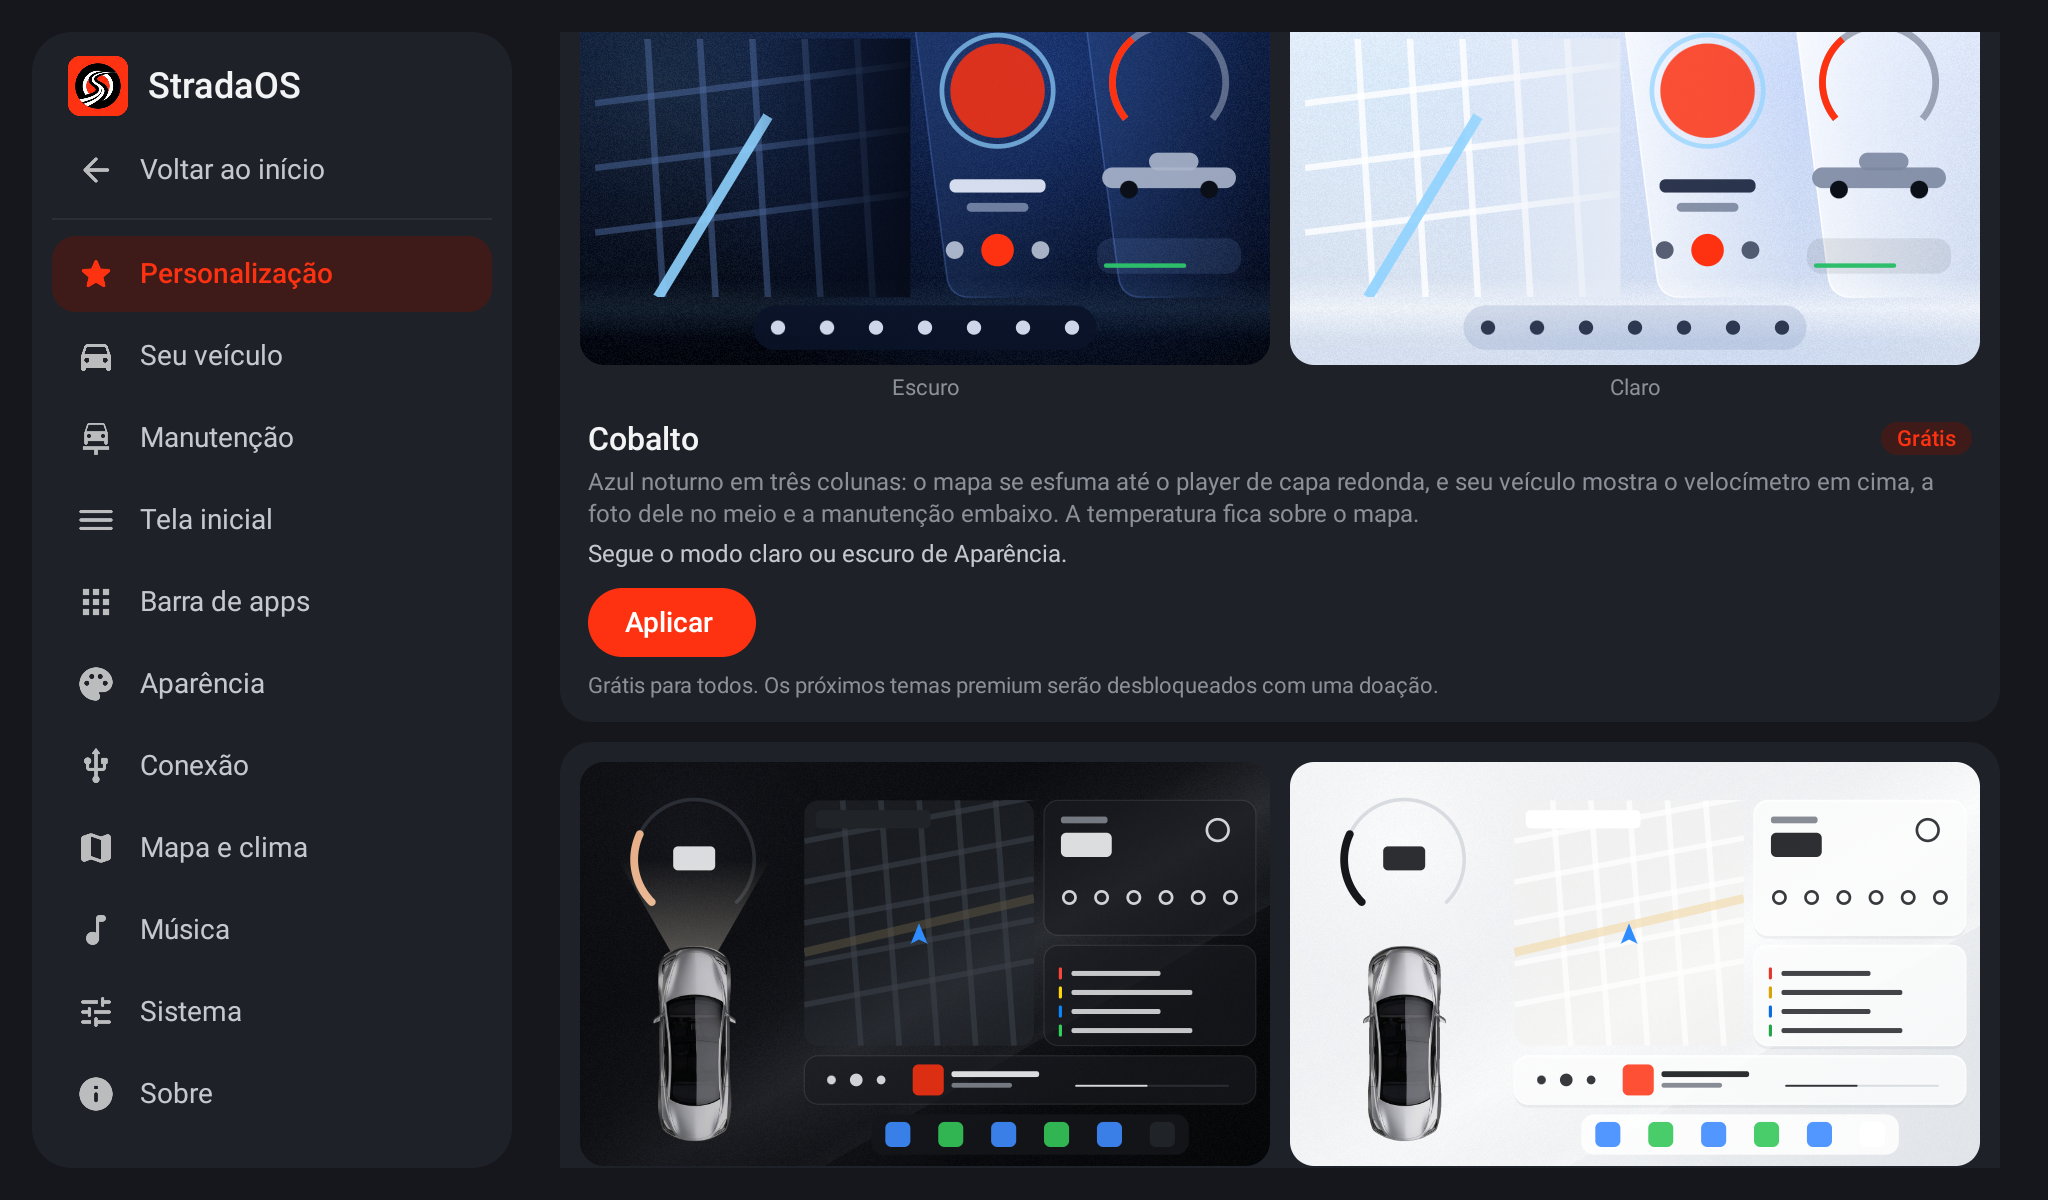 StradaOS
Voltar ao início
Personalização
Seu veículo
Manutenção
Tela inicial
Barra de apps
Aparência
Conexão
Mapa e clima
Música
Sistema
Sobre
Escuro
Claro
Cobalto
Grátis
Azul noturno em três colunas: o mapa se esfuma até o player de capa redonda, e seu veículo mostra o velocímetro em cima, a
foto dele no meio e a manutenção embaixo. A temperatura fica sobre o mapa.
Segue o modo claro ou escuro de Aparência.
Aplicar
Grátis para todos. Os próximos temas premium serão desbloqueados com uma doação.